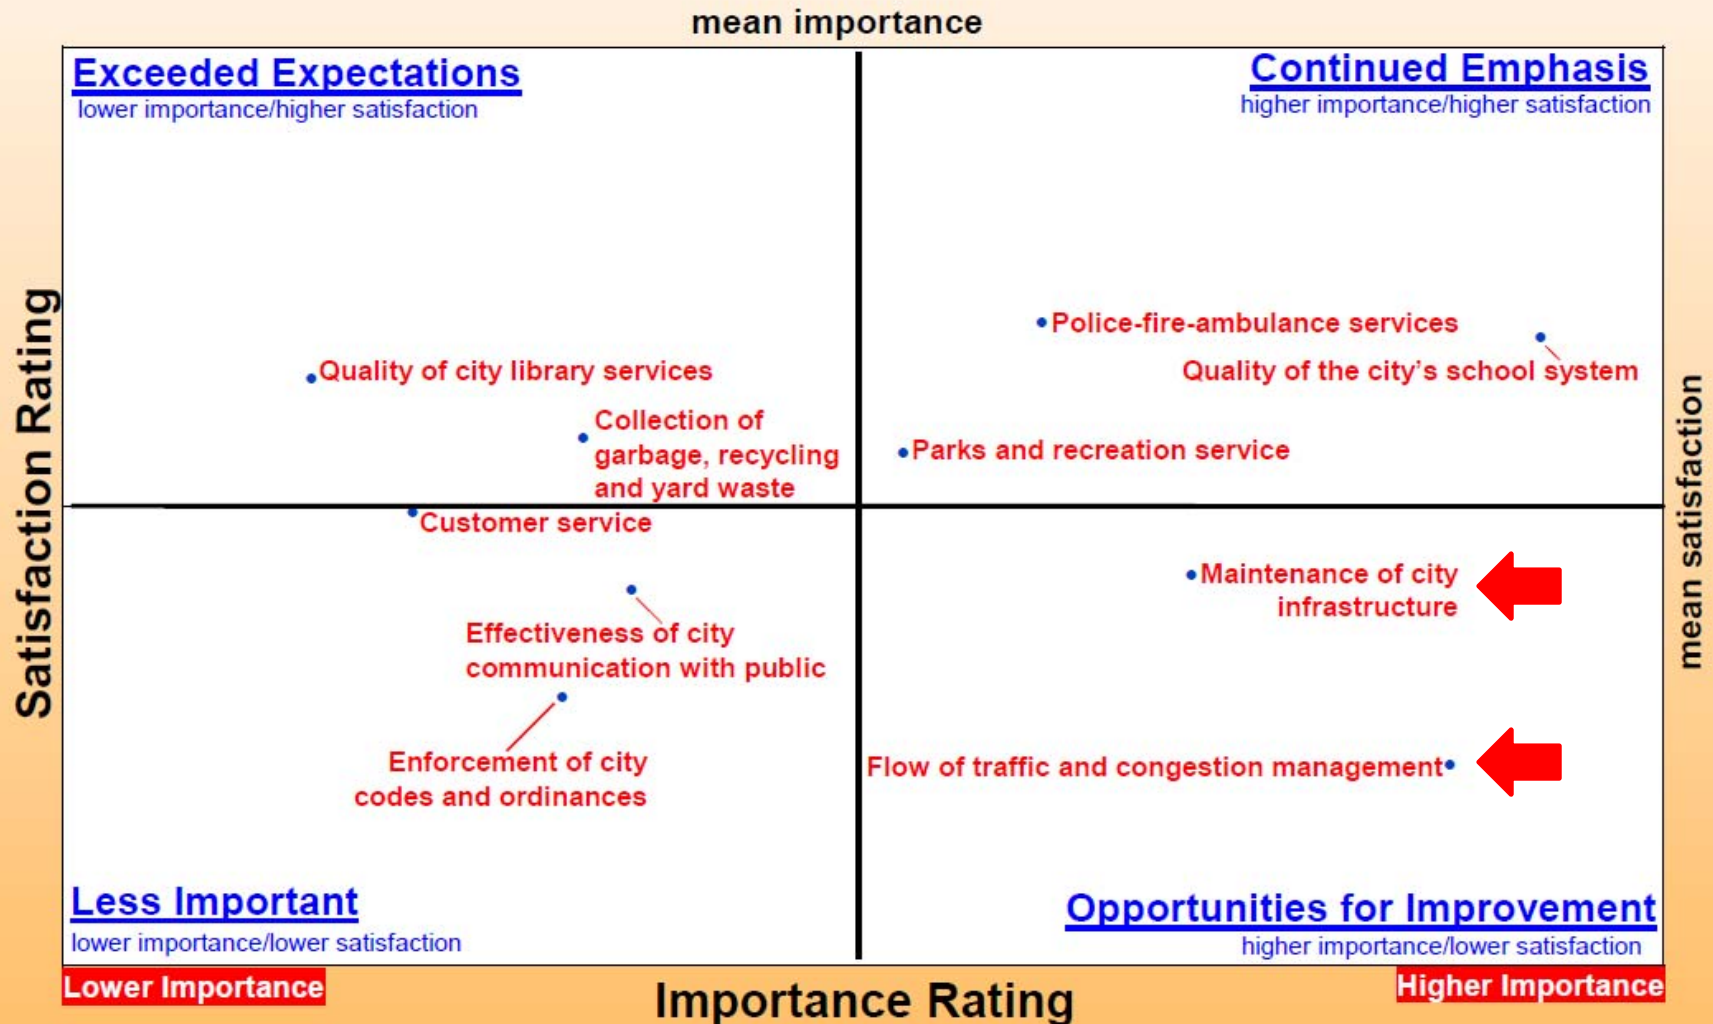 mean importance
Exceeded Expectations
lower importance/higher satisfaction
Continued Emphasis
higher importance/higher satisfaction
Satisfaction Rating
Police-fire-ambulance services
Quality of the city’s school system
Quality of city library services
Collection of
garbage, recycling
and yard waste
Parks and recreation service
mean satisfaction
Customer service
Maintenance of city
infrastructure
Effectiveness of city
communication with public
Enforcement of city
codes and ordinances
Flow of traffic and congestion management
Less Important
lower importance/lower satisfaction
Opportunities for Improvement
higher importance/lower satisfaction
Lower Importance
Importance Rating
Higher Importance